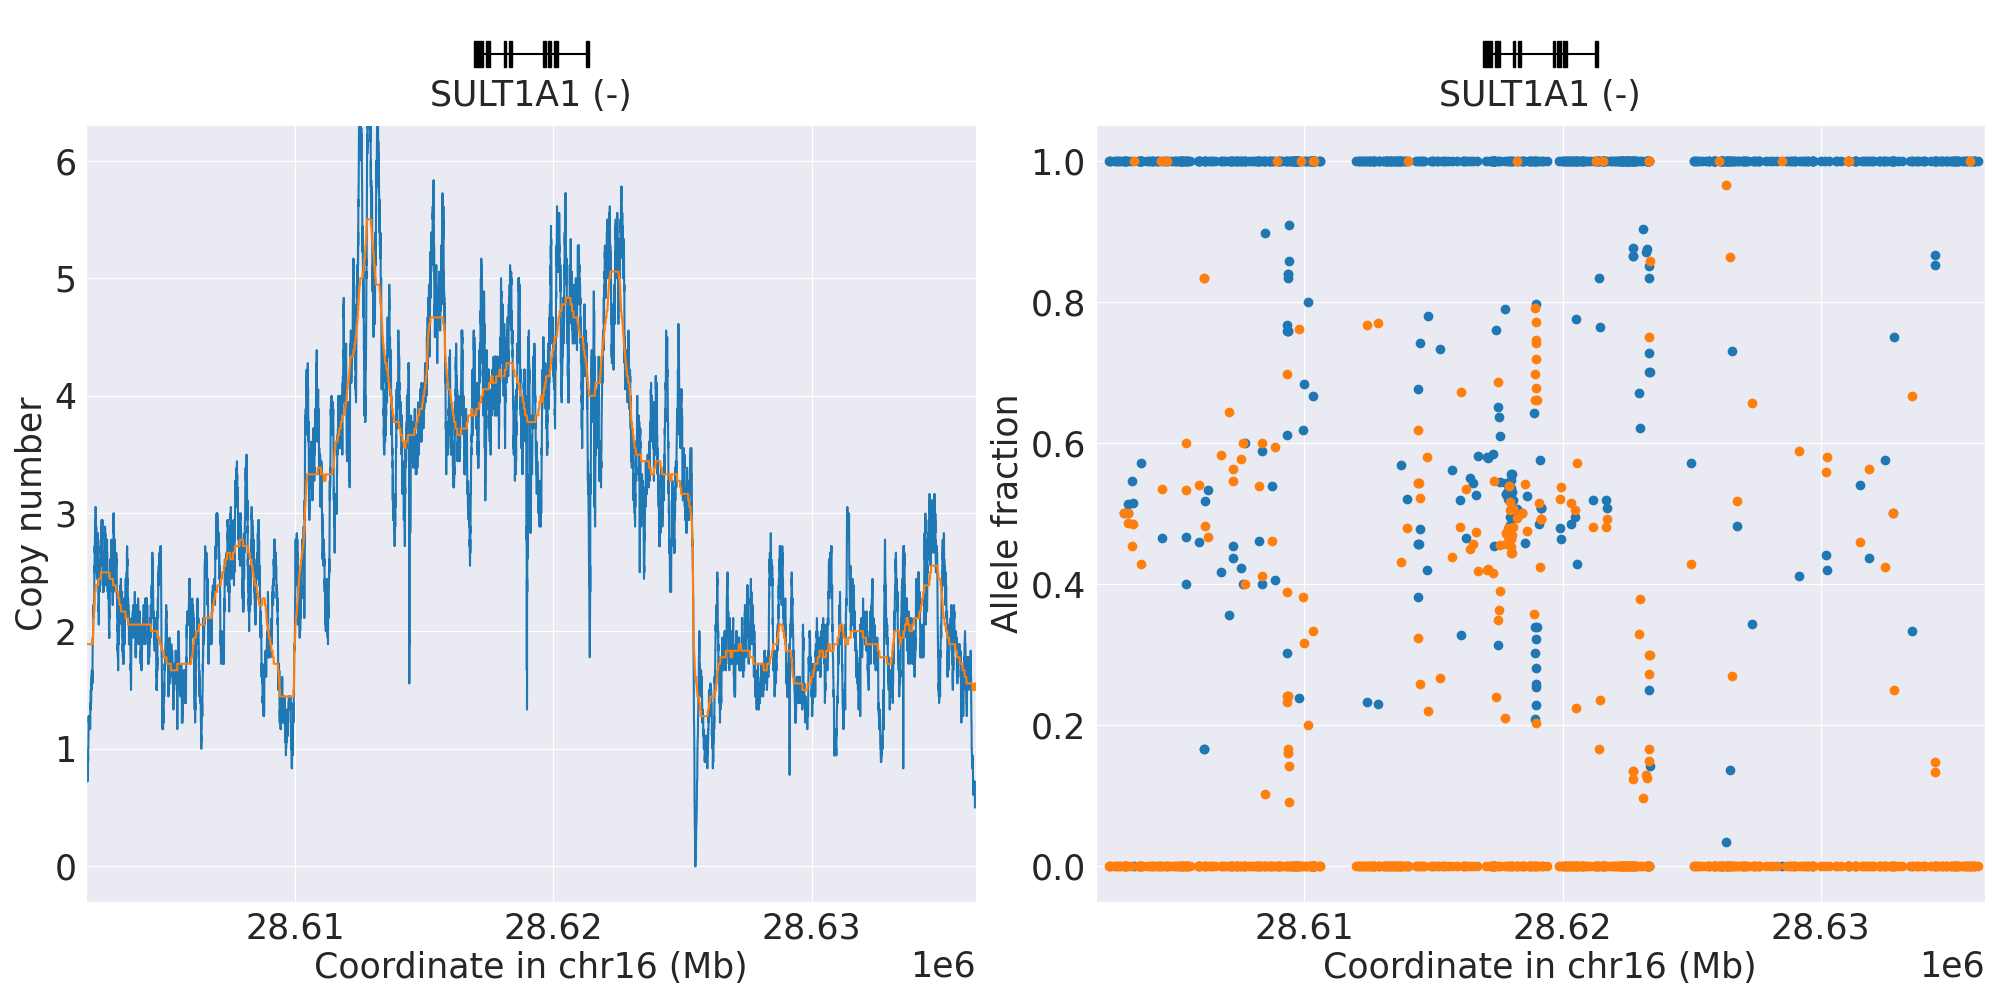 SULT1A1 (-)
Copy number
6
5
4
3
2
1
0
28.61
28.62
28.63
Coordinate in chr16 (Mb)
1e6
SULT1A1 (-)
Allele fraction
1.0
0.8
0.6
0.4
0.2
0.0
28.61
28.62
28.63
Coordinate in chr16 (Mb)
1e6